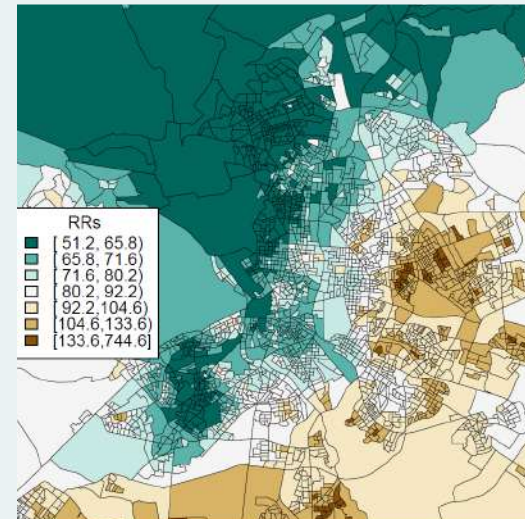 RRs
[ 51.2, 65.8)
[ 65.8, 71.6)
[ 71.6, 80.2)
[ 80.2, 92.2)
[ 92.2,104.6)
[104.6,133.6)
[133.6,744.6]